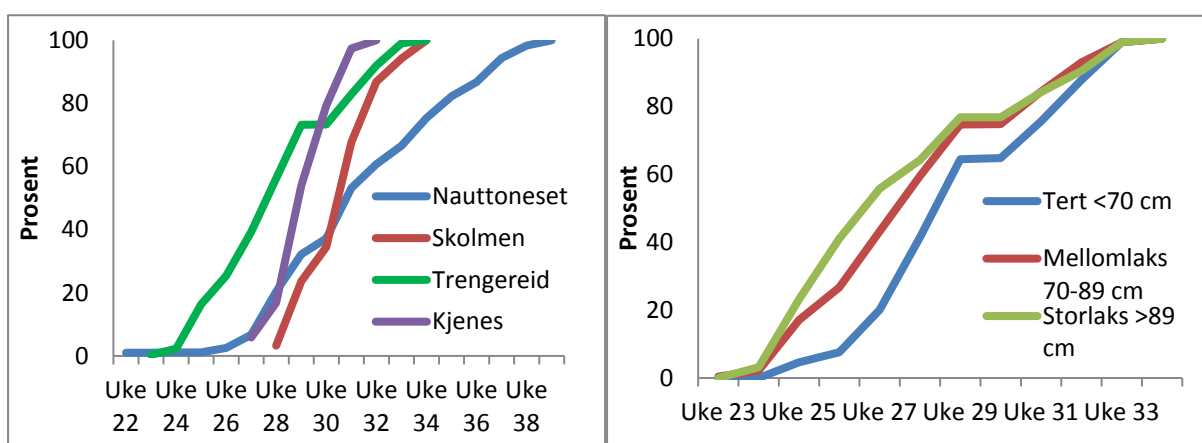 Prosent
100
80
60
40
20
0
Uke Uke Uke Uke Uke Uke Uke Uke Uke
22 24 26 28 30 32 34 36 38
Nauttoneset
Skolmen
Trengereid
Kjenes
Prosent
100
80
60
40
20
0
Uke 23 Uke 25 Uke 27 Uke 29 Uke 31 Uke 33
Tert <70 cm
Mellomlaks
70-89 cm
Storlaks >89
cm